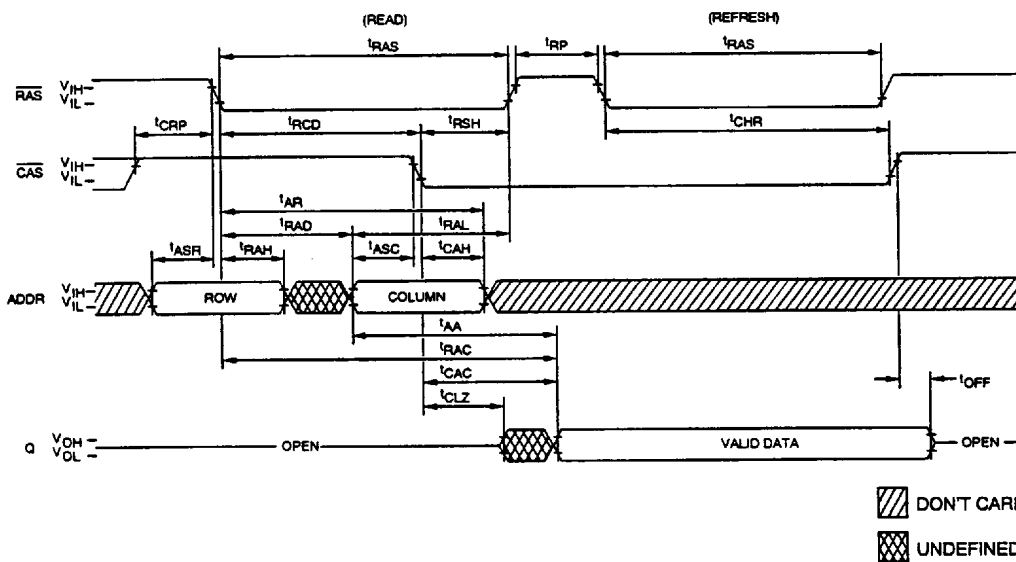 (READ) (REFRESH)
tRAS tRP tRAS
RAS VIH VIL
tCRP tRCD tRSH tCHR
CAS VIH VIL
tAR
tRAD tRAL
tASR tRAH tASC tCAH
ADDR VIH VIL ROW COLUMN
tAA
tRAC
tCAC tOFF
tCLZ
Q VOH VOL OPEN VALID DATA OPEN
DON'T CARE
UNDEFINED